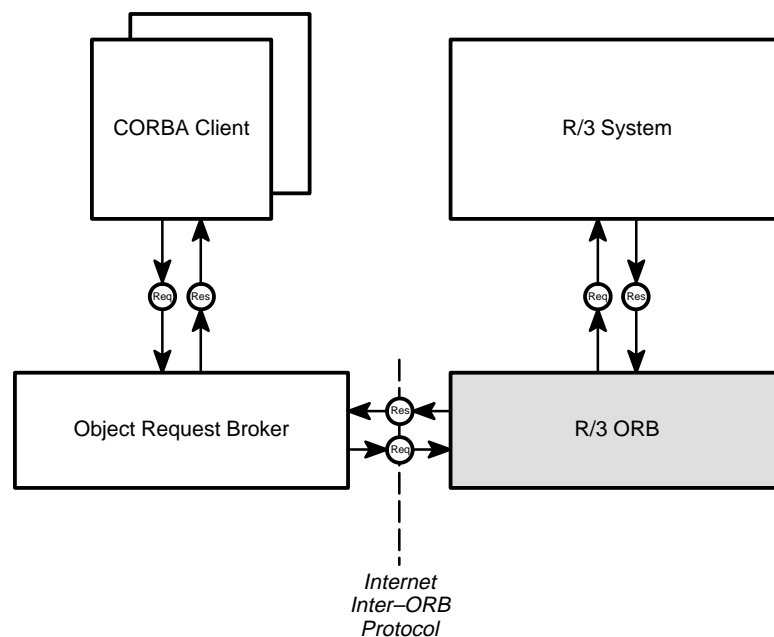 CORBA Client
R/3 System
Req
Res
Req
Res
Object Request Broker
Res
Req
R/3 ORB
Internet
Inter–ORB
Protocol